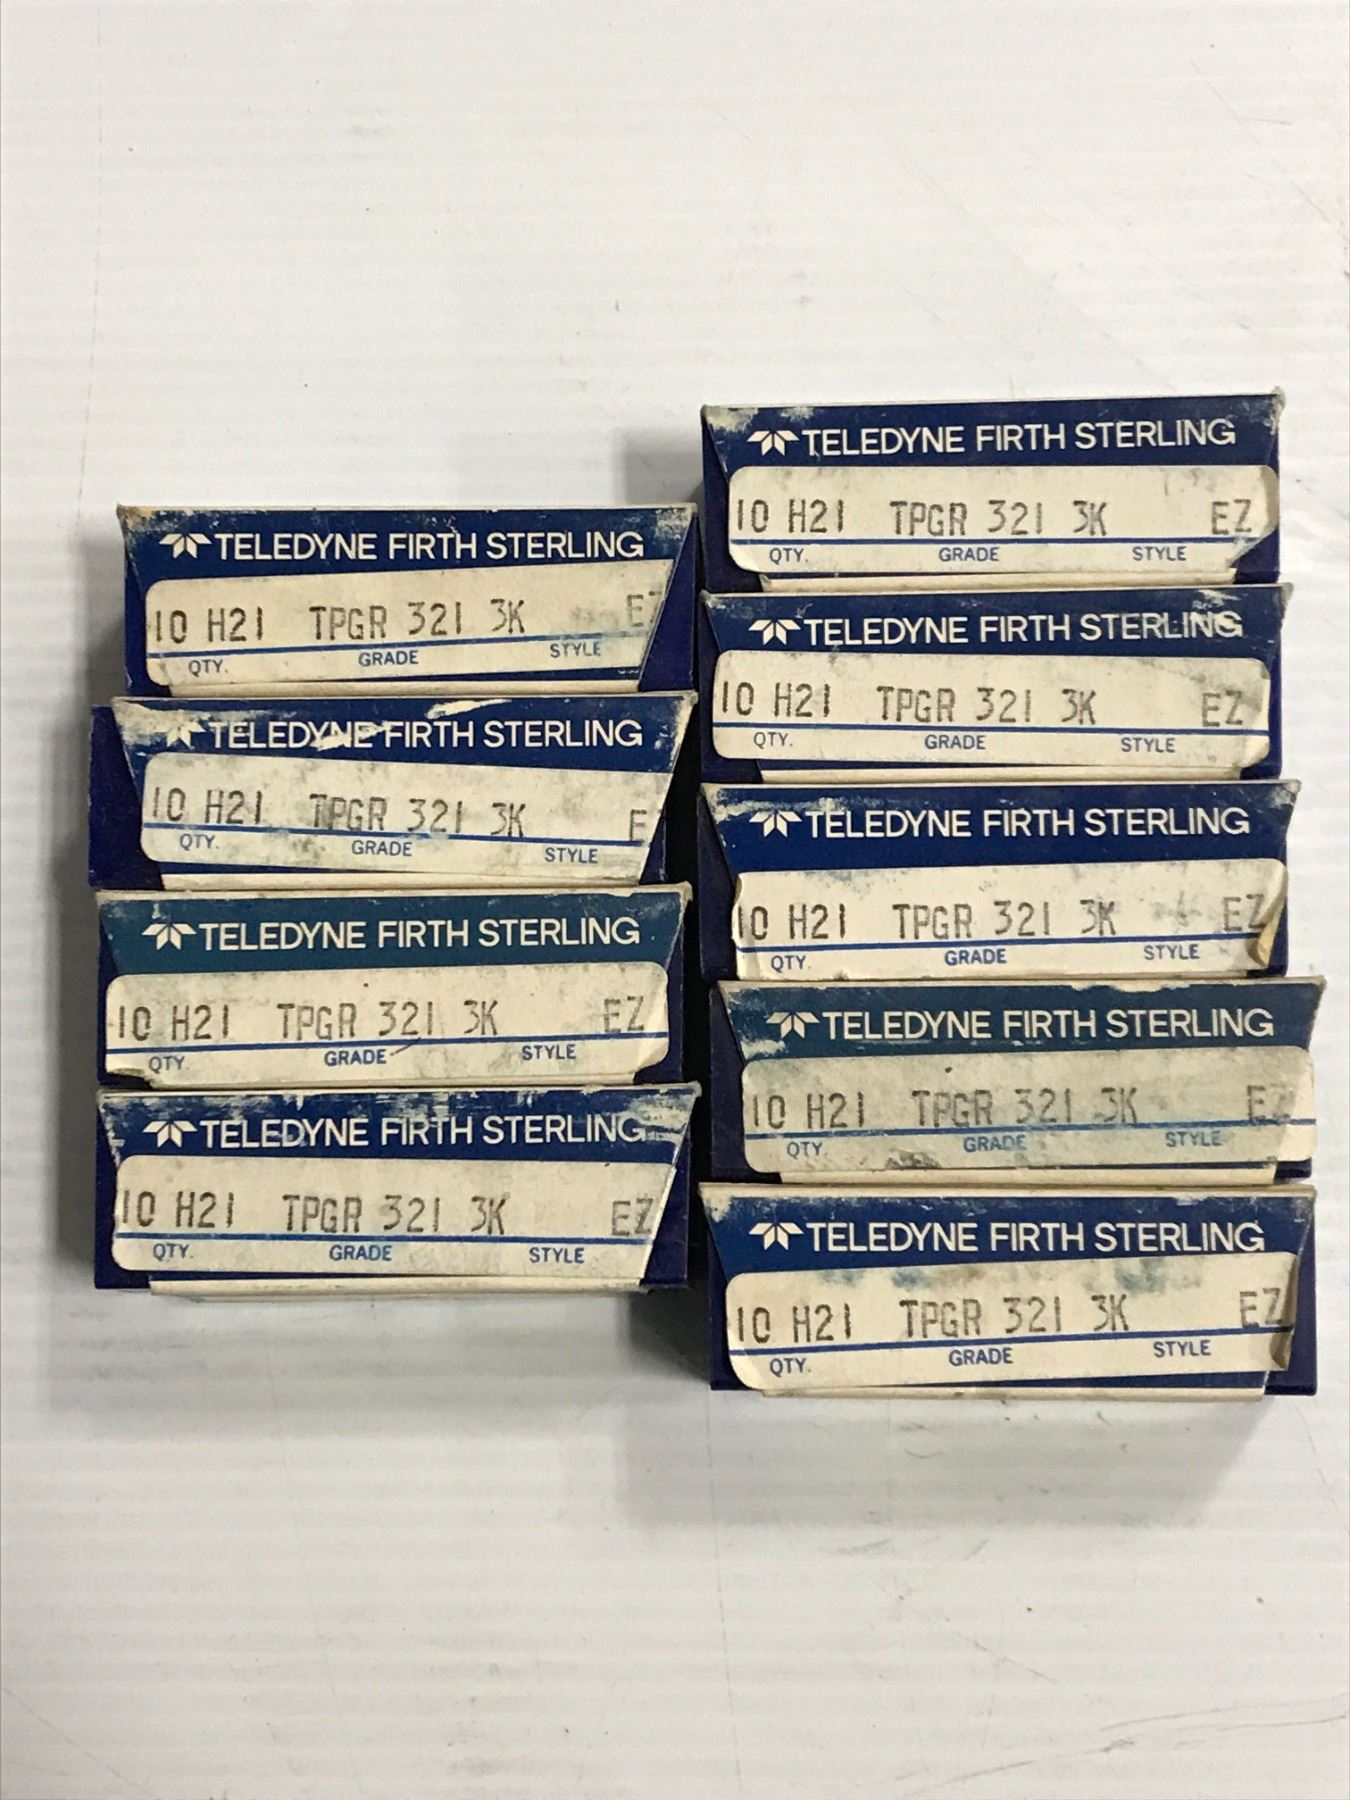 TELEDYNE FIRTH STERLING
10 H21 TPGR 321 3K
QTY. GRADE STYLE
TELEDYNE FIRTH STERLING
10 H21 TPGR 321 3K E
QTY. GRADE STYLE
TELEDYNE FIRTH STERLING
10 H21 TPGR 321 3K EZ
QTY. GRADE STYLE
TELEDYNE FIRTH STERLING
10 H21 TPGR 321 3K EZ
QTY. GRADE STYLE
TELEDYNE FIRTH STERLING
10 H21 TPGR 321 3K EZ
QTY. GRADE STYLE
TELEDYNE FIRTH STERLING
10 H21 TPGR 321 3K EZ
QTY. GRADE STYLE
TELEDYNE FIRTH STERLING
10 H21 TPGR 321 3K EZ
QTY. GRADE STYLE
TELEDYNE FIRTH STERLING
10 H21 TPGR 321 3K EZ
QTY. GRADE STYLE
TELEDYNE FIRTH STERLING
10 H21 TPGR 321 3K EZ
QTY. GRADE STYLE